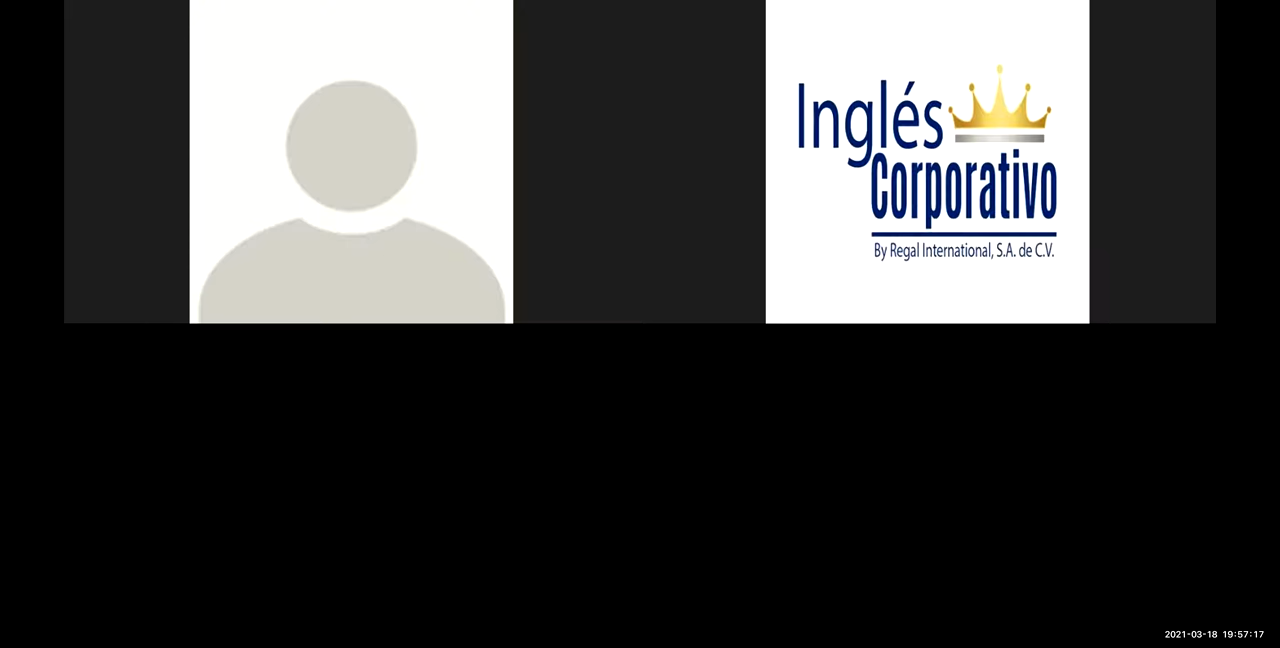 Inglés
Corporativo
By Regal International, S.A. de C.V.
2021-03-18 19:57:17